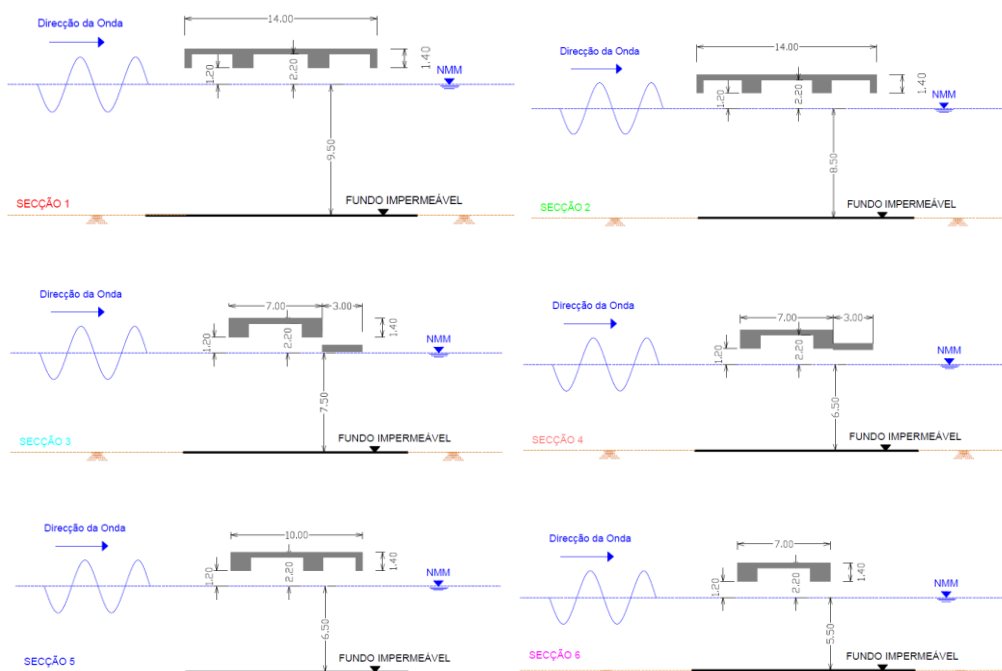 Direcção da Onda
14.00
1.20
2.20
1.40
NMM
9.50
FUNDO IMPERMEÁVEL
SECÇÃO 1
Direcção da Onda
14.00
1.20
2.20
1.40
NMM
8.50
FUNDO IMPERMEÁVEL
SECÇÃO 2
Direcção da Onda
7.00
3.00
1.20
2.20
1.40
NMM
7.50
FUNDO IMPERMEÁVEL
SECÇÃO 3
Direcção da Onda
7.00
3.00
1.20
2.20
1.40
NMM
6.50
FUNDO IMPERMEÁVEL
SECÇÃO 4
Direcção da Onda
10.00
1.20
2.20
1.40
NMM
6.50
FUNDO IMPERMEÁVEL
SECÇÃO 5
Direcção da Onda
7.00
1.20
2.20
1.40
NMM
5.50
FUNDO IMPERMEÁVEL
SECÇÃO 6